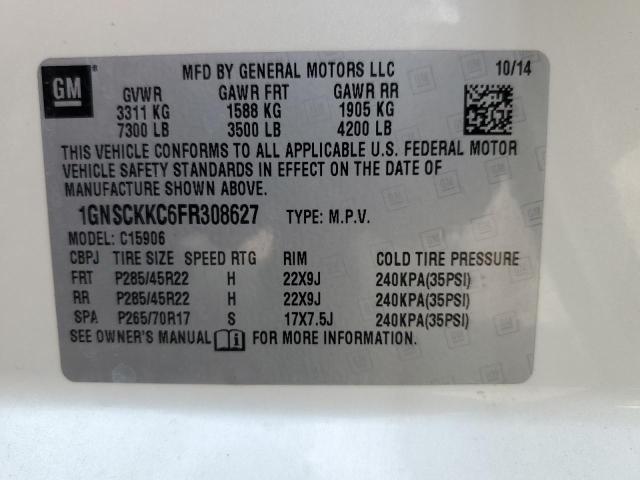 GM
MFD BY GENERAL MOTORS LLC 10/14
GVWR GAWR FRT GAWR RR
3311 KG 1588 KG 1905 KG
7300 LB 3500 LB 4200 LB
THIS VEHICLE CONFORMS TO ALL APPLICABLE U.S. FEDERAL MOTOR
VEHICLE SAFETY STANDARDS IN EFFECT ON THE DATE OF
MANUFACTURE SHOWN ABOVE.
1GNSCKKC6FR308627 TYPE: M.P.V.
MODEL: C15906
CBPJ TIRE SIZE SPEED RTG RIM COLD TIRE PRESSURE
FRT P285/45R22 H 22X9J 240KPA(35PSI)
RR P285/45R22 H 22X9J 240KPA(35PSI)
SPA P265/70R17 S 17X7.5J 240KPA(35PSI)
SEE OWNER'S MANUAL FOR MORE INFORMATION.